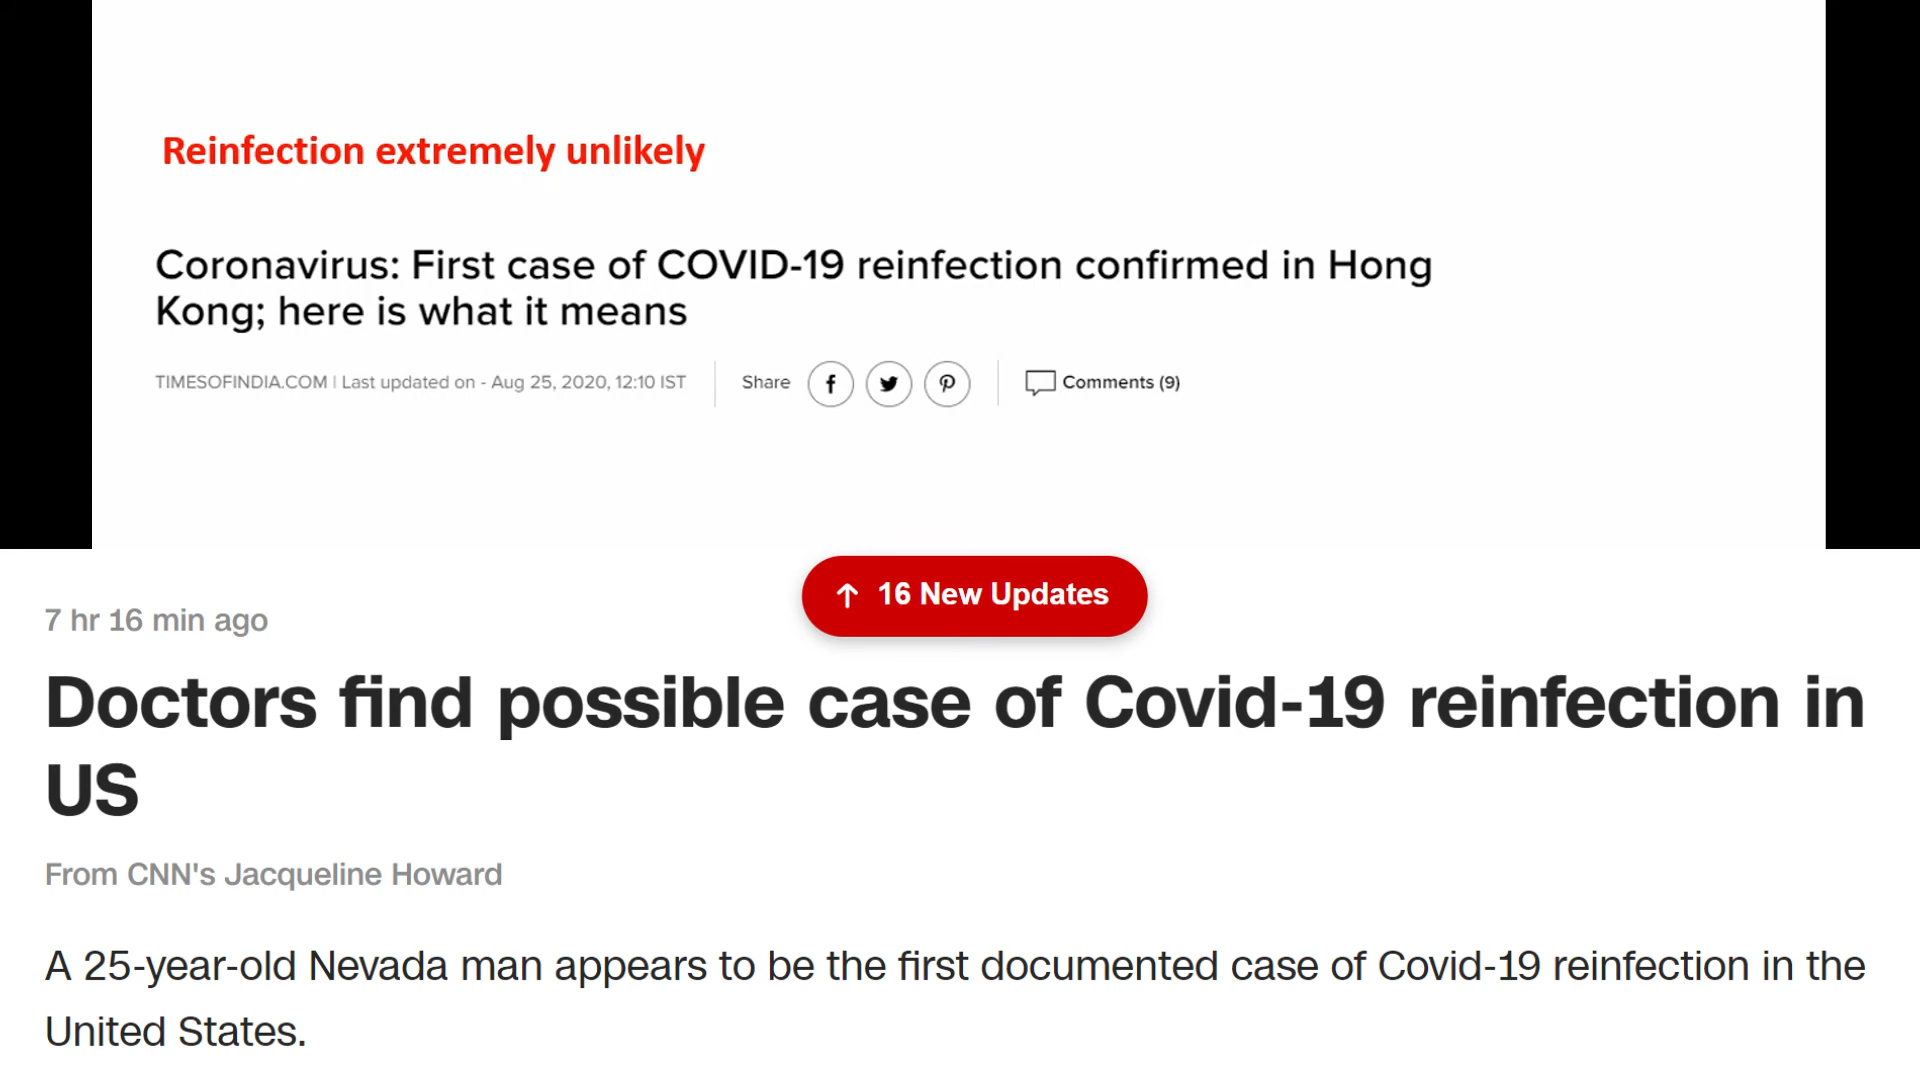 Reinfection extremely unlikely
Coronavirus: First case of COVID-19 reinfection confirmed in Hong
Kong; here is what it means
TIMESOFINDIA.COM | Last updated on - Aug 25, 2020, 12:10 IST Share Comments (9)
↑ 16 New Updates
7 hr 16 min ago
Doctors find possible case of Covid-19 reinfection in
US
From CNN's Jacqueline Howard
A 25-year-old Nevada man appears to be the first documented case of Covid-19 reinfection in the
United States.